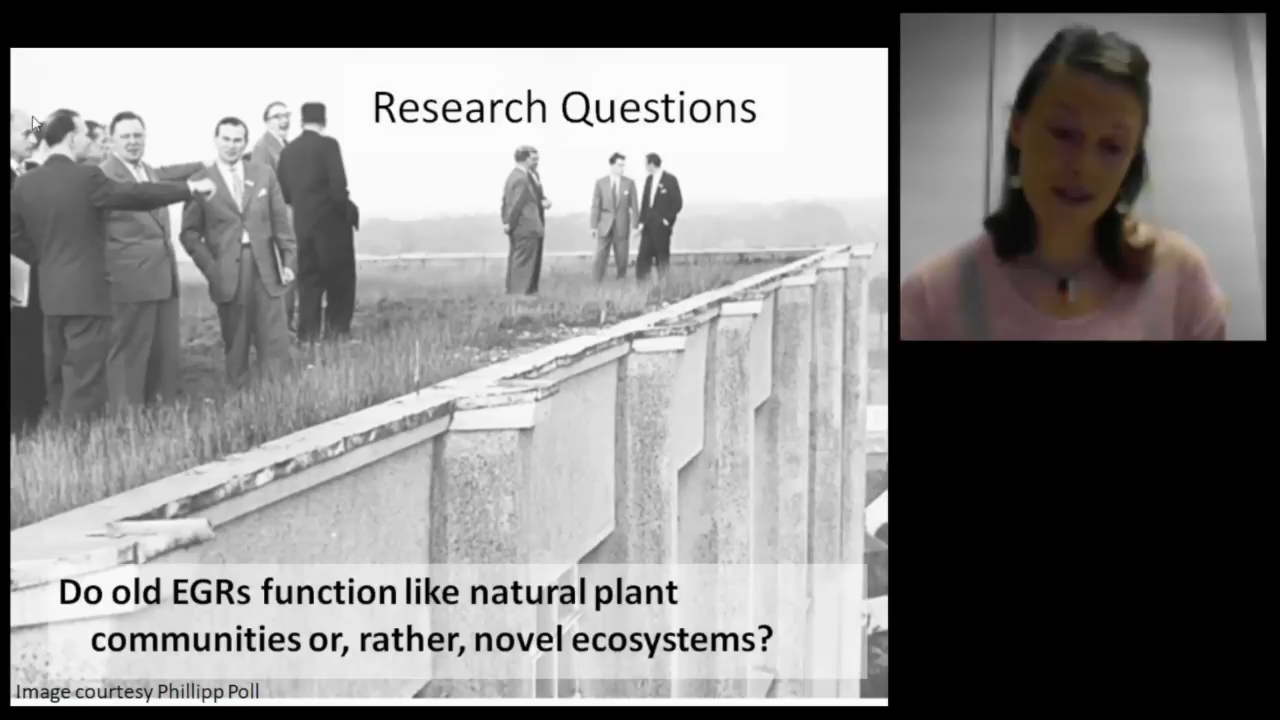 Research Questions
Do old EGRs function like natural plant
communities or, rather, novel ecosystems?
Image courtesy Phillipp Poll